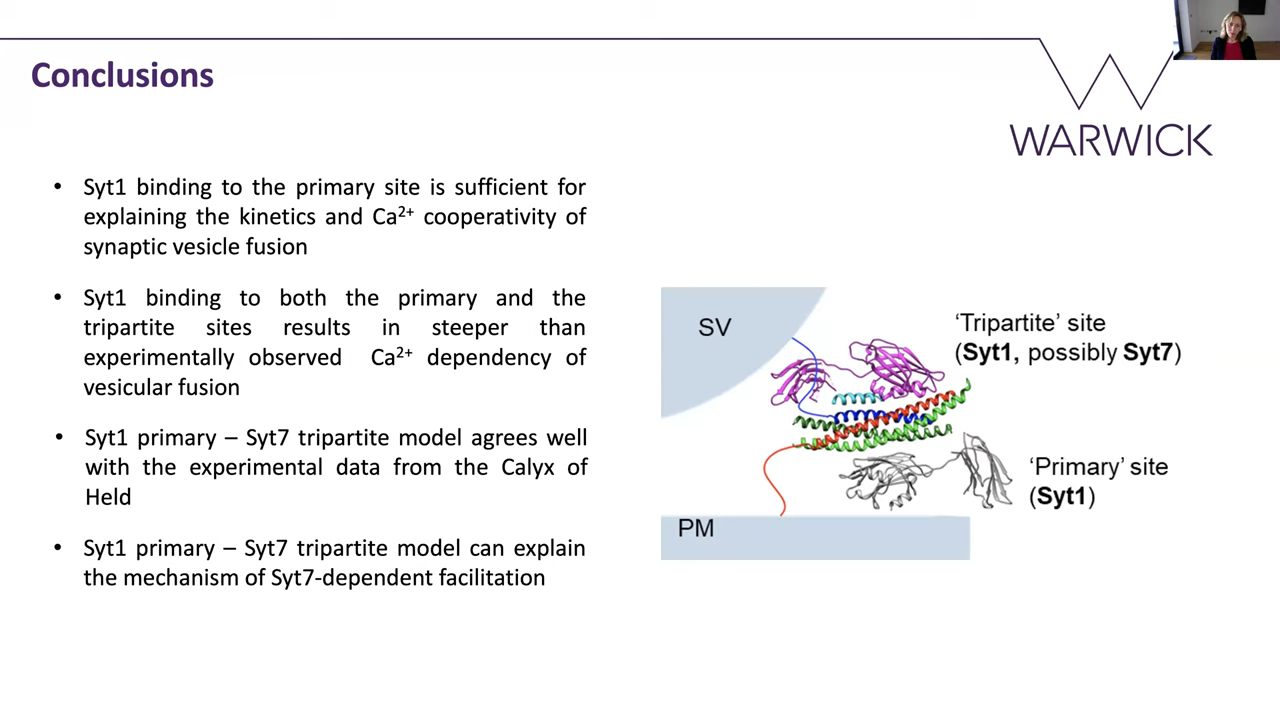 Conclusions
WARWICK
• Syt1 binding to the primary site is sufficient for
explaining the kinetics and Ca²⁺ cooperativity of
synaptic vesicle fusion
• Syt1 binding to both the primary and the
tripartite sites results in steeper than
experimentally observed Ca²⁺ dependency of
vesicular fusion
• Syt1 primary – Syt7 tripartite model agrees well
with the experimental data from the Calyx of
Held
• Syt1 primary – Syt7 tripartite model can explain
the mechanism of Syt7-dependent facilitation
SV
‘Tripartite’ site
(Syt1, possibly Syt7)
‘Primary’ site
(Syt1)
PM